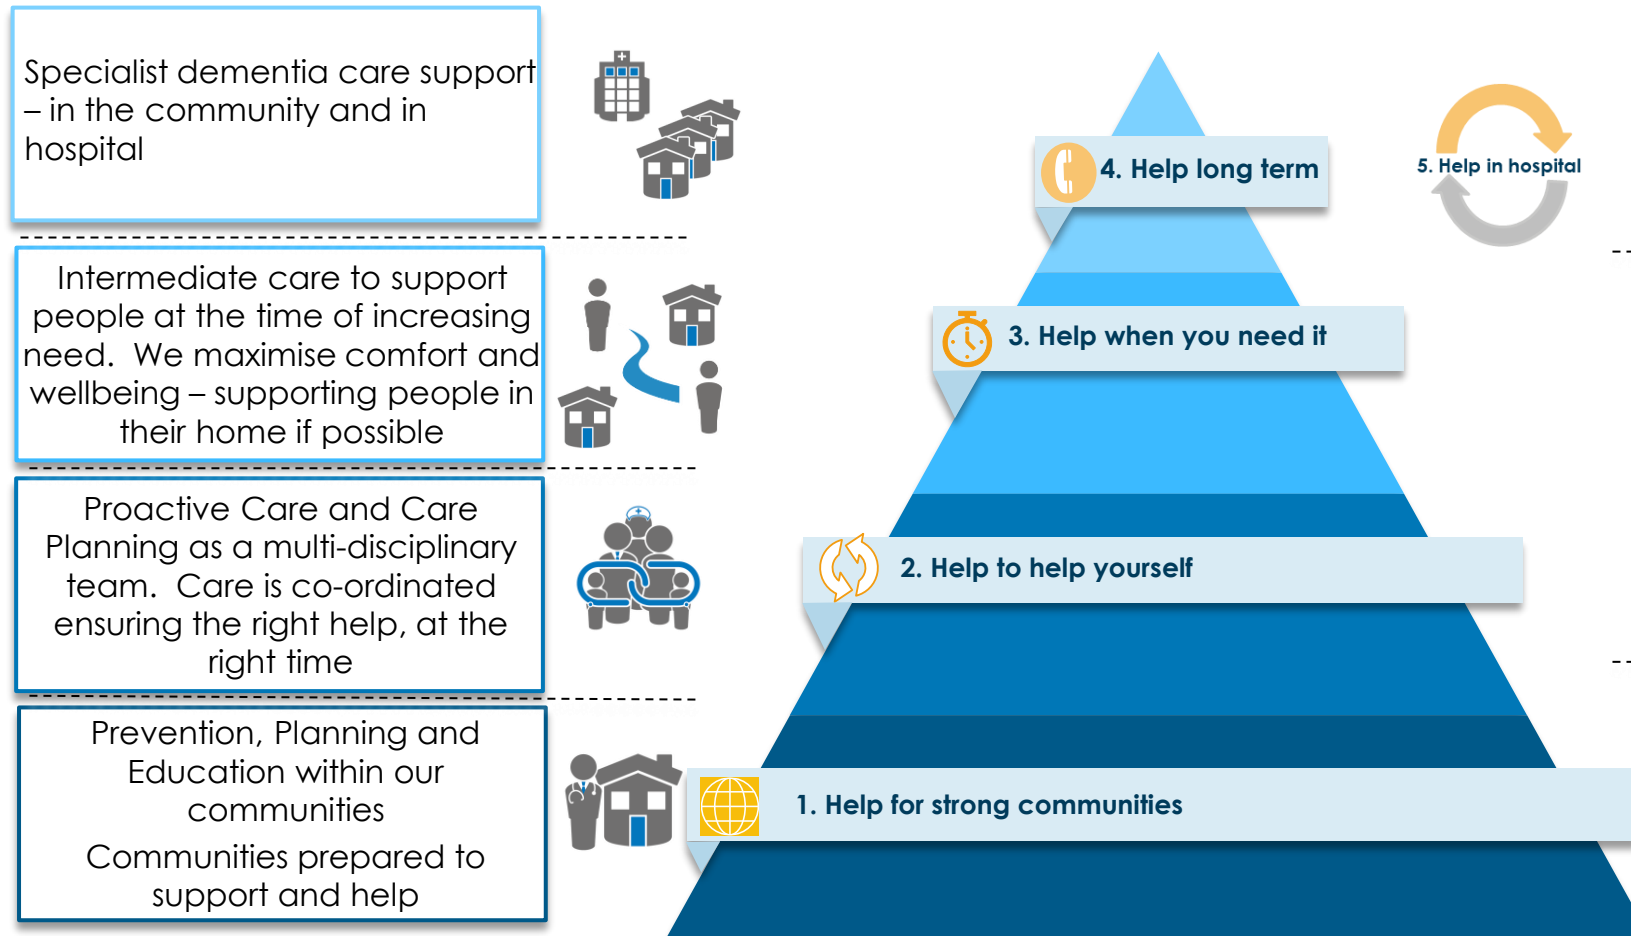 Specialist dementia care support
– in the community and in
hospital
4. Help long term
5. Help in hospital
Intermediate care to support
people at the time of increasing
need.  We maximise comfort and
wellbeing – supporting people in
their home if possible
3. Help when you need it
Proactive Care and Care
Planning as a multi-disciplinary
team.  Care is co-ordinated
ensuring the right help, at the
right time
2. Help to help yourself
Prevention, Planning and
Education within our
communities
Communities prepared to
support and help
1. Help for strong communities